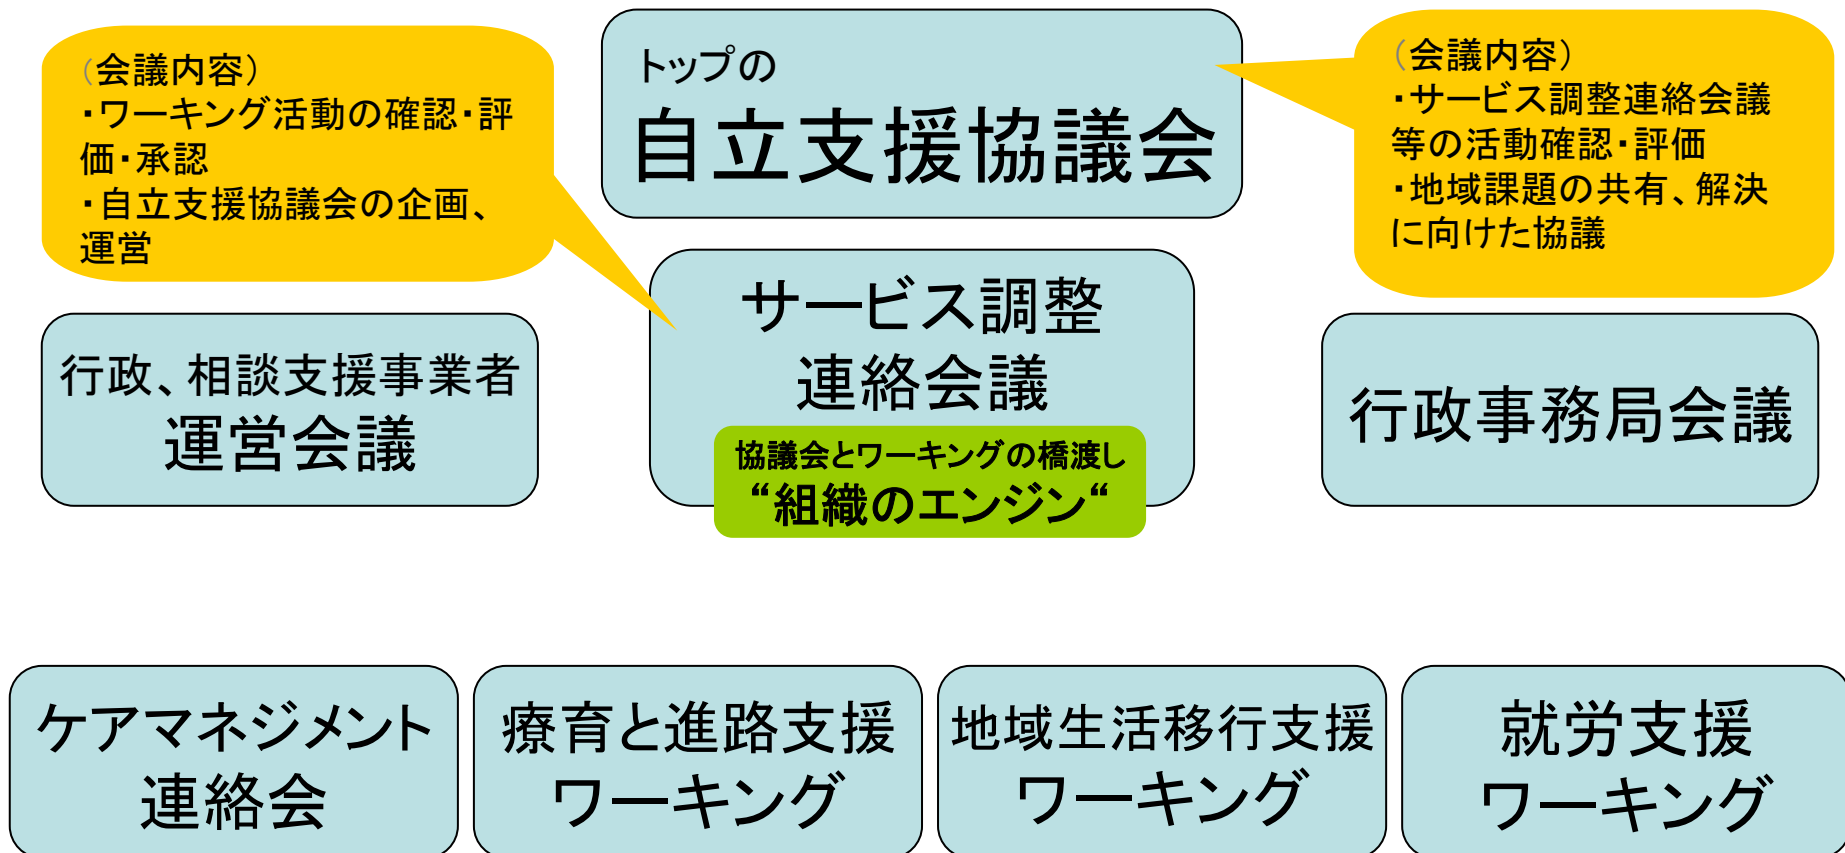 (会議内容)
・ワーキング活動の確認・評
価・承認
・自立支援協議会の企画、
運営
トップの
自立支援協議会
(会議内容)
・サービス調整連絡会議
等の活動確認・評価
・地域課題の共有、解決
に向けた協議
行政、相談支援事業者
運営会議
サービス調整
連絡会議
協議会とワーキングの橋渡し
“組織のエンジン“
行政事務局会議
ケアマネジメント
連絡会
療育と進路支援
ワーキング
地域生活移行支援
ワーキング
就労支援
ワーキング